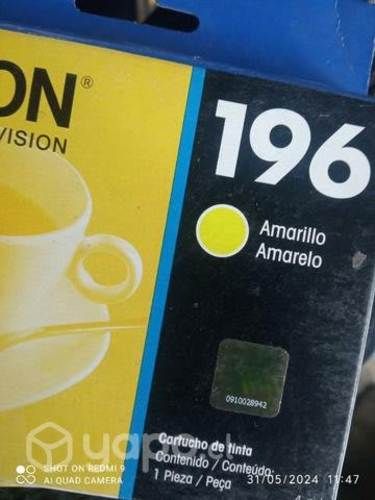 ON®
VISION
196
Amarillo
Amarelo
0910028942
Cartucho de tinta
Contenido / Conteúdo:
1 Pieza / Peça
yapo.cl
SHOT ON REDMI 9
AI QUAD CAMERA
31/05/2024 11:47